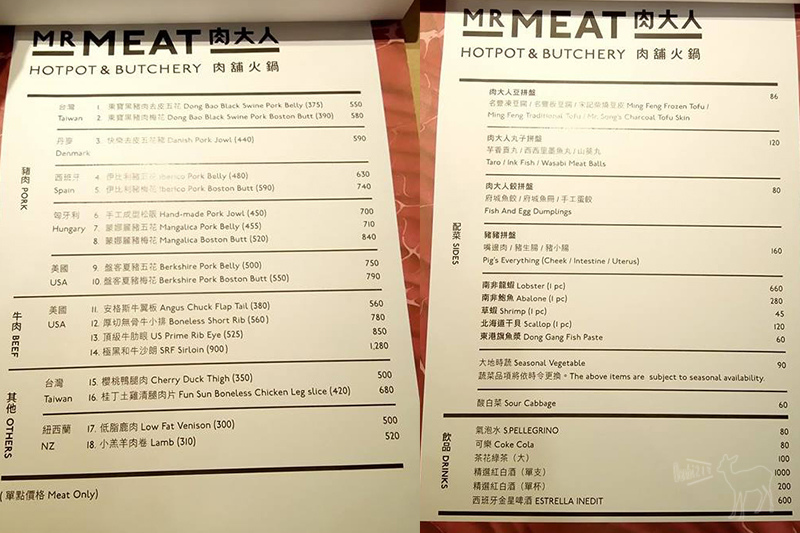 MR MEAT 肉大人
HOTPOT & BUTCHERY 肉舖火鍋
豬肉 PORK
台灣 Taiwan
1. 東寶黑豬肉去皮五花 Dong Bao Black Swine Pork Belly (375) 550
2. 東寶黑豬肉梅花 Dong Bao Black Swine Pork Boston Butt (390) 580
丹麥 Denmark
3. 快樂去皮五花豬 Danish Pork Jowl (440) 590
西班牙 Spain
4. 伊比利豬五花 Iberico Pork Belly (480) 630
5. 伊比利豬梅花 Iberico Pork Boston Butt (590) 740
匈牙利 Hungary
6. 手工成型松阪 Hand-made Pork Jowl (450) 700
7. 蒙娜麗豬五花 Mangalica Pork Belly (455) 710
8. 蒙娜麗豬梅花 Mangalica Boston Butt (520) 840
美國 USA
9. 盤客夏豬五花 Berkshire Pork Belly (500) 750
10. 盤客夏豬梅花 Berkshire Pork Boston Butt (550) 790
牛肉 BEEF
美國 USA
11. 安格斯牛翼板 Angus Chuck Flap Tail (380) 560
12. 厚切無骨牛小排 Boneless Short Rib (560) 780
13. 頂級牛肋眼 US Prime Rib Eye (525) 850
14. 極黑和牛沙朗 SRF Sirloin (900) 1,280
其他 OTHERS
台灣 Taiwan
15. 櫻桃鴨腿肉 Cherry Duck Thigh (350) 500
16. 桂丁土雞清腿肉片 Fun Sun Boneless Chicken Leg slice (420) 680
紐西蘭 NZ
17. 低脂鹿肉 Low Fat Venison (300) 500
18. 小羔羊肉卷 Lamb (310) 520
( 單點價格 Meat Only)
MR MEAT 肉大人
HOTPOT & BUTCHERY 肉舖火鍋
配菜 SIDES
肉大人豆拼盤 86
名豐凍豆腐 / 名豐板豆腐 / 宋記柴燒豆皮 Ming Feng Frozen Tofu /
Ming Feng Traditional Tofu / Mr. Song's Charcoal Tofu Skin
肉大人丸子拼盤 120
芋香貢丸 / 西西里墨魚丸 / 山葵丸
Taro / Ink Fish / Wasabi Meat Balls
肉大人餃拼盤 80
府城魚餃 / 府城魚冊 / 手工蛋餃
Fish And Egg Dumplings
豬豬拼盤
嘴邊肉 / 豬生腸 / 豬小腸 160
Pig's Everything (Cheek / Intestine / Uterus)
南非龍蝦 Lobster (1 pc) 660
南非鮑魚 Abalone (1 pc) 280
草蝦 Shrimp (1 pc) 45
北海道干貝 Scallop (1 pc) 120
東港旗魚漿 Dong Gang Fish Paste 60
大地時蔬 Seasonal Vegetable 90
蔬菜品項將依時令更換。The above items are subject to seasonal availability.
酸白菜 Sour Cabbage 60
飲品 DRINKS
氣泡水 S.PELLEGRINO 80
可樂 Coke Cola 80
茶花綠茶（大） 100
精選紅白酒（單支） 1000
精選紅白酒（單杯） 200
西班牙金星啤酒 ESTRELLA INEDIT 600